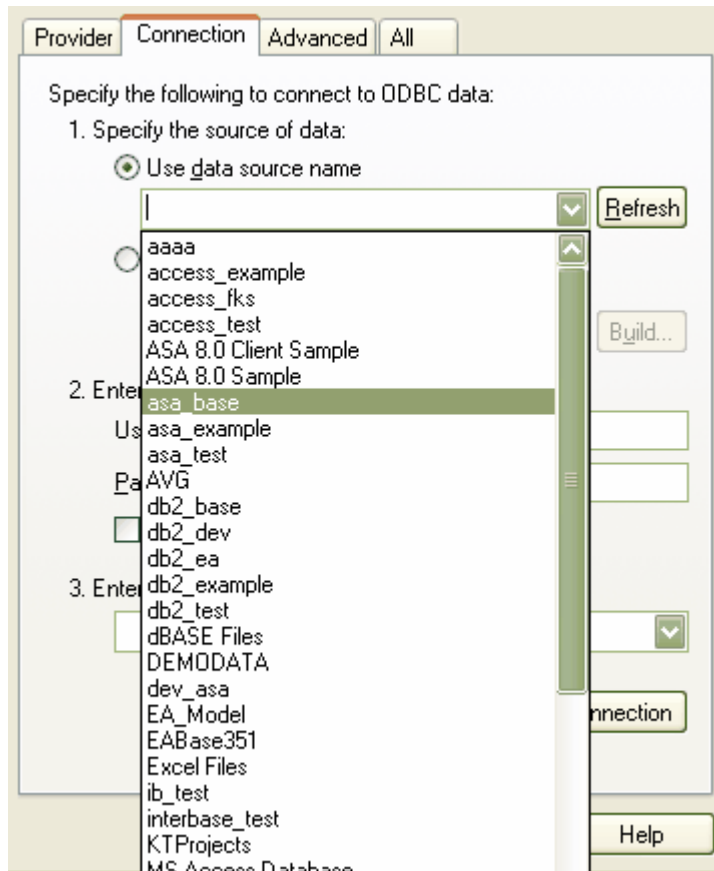 Provider Connection Advanced All
Specify the following to connect to ODBC data:
1. Specify the source of data:
Use data source name
Refresh
aaaa
access_example
access_fks
access_test
ASA 8.0 Client Sample
Build...
ASA 8.0 Sample
2. Enter
asa_base
Us
asa_example
asa_test
Pa
AVG
db2_base
db2_dev
db2_ea
3. Enter
db2_example
db2_test
dBASE Files
DEMODATA
dev_asa
EA_Model
nnection
EABase351
Excel Files
ib_test
interbase_test
Help
KTProjects
MS Access Database